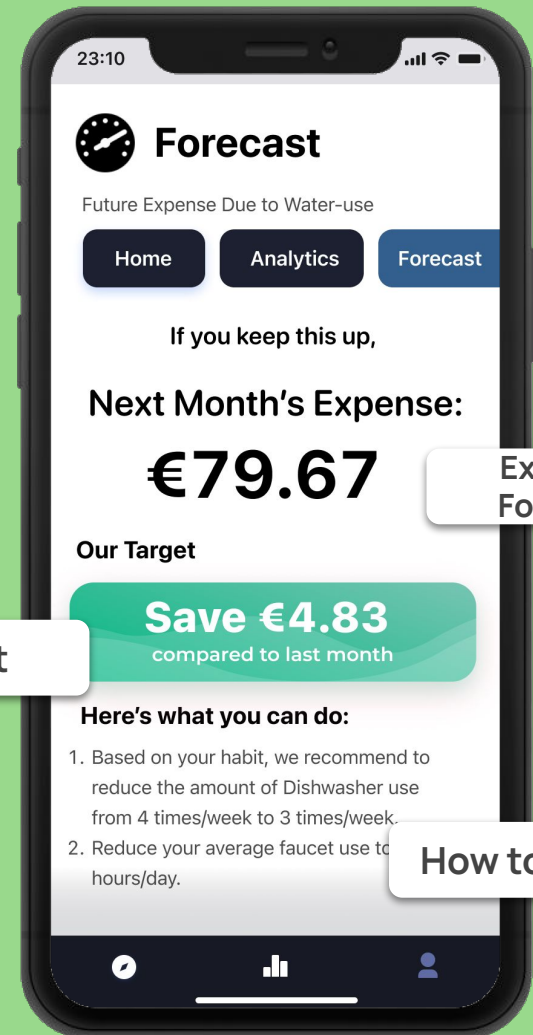 23:10
Forecast
Future Expense Due to Water-use
Home
Analytics
Forecast
If you keep this up,
Next Month's Expense:
€79.67
Our Target
Save €4.83
compared to last month
Here's what you can do:
1. Based on your habit, we recommend to
reduce the amount of Dishwasher use
from 4 times/week to 3 times/week.
2. Reduce your average faucet use to
hours/day.
How to